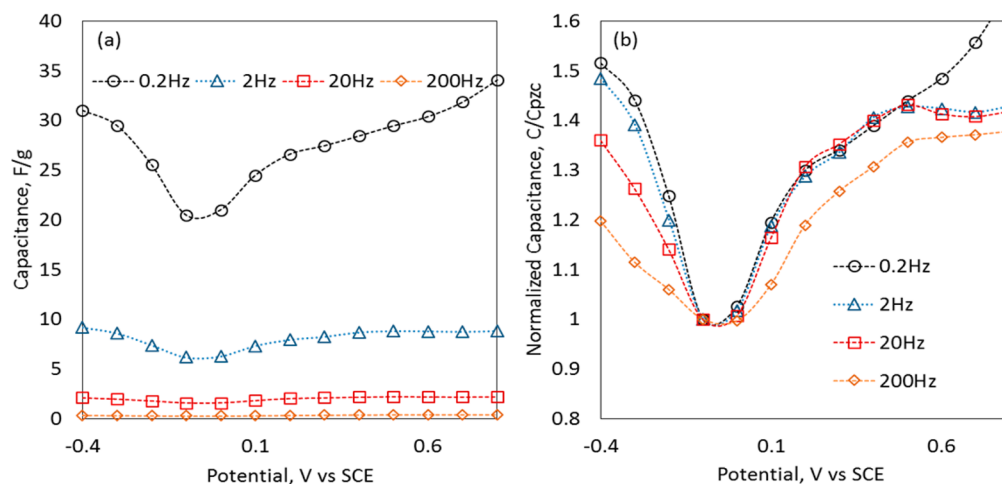 (a)
0.2Hz 2Hz 20Hz 200Hz
Capacitance, F/g
40
35
30
25
20
15
10
5
0
-0.4 0.1 0.6
Potential, V vs SCE
(b)
Normalized Capacitance, C/Cpzc
1.6
1.5
1.4
1.3
1.2
1.1
1
0.9
0.8
0.2Hz
2Hz
20Hz
200Hz
-0.4 0.1 0.6
Potential, V vs SCE